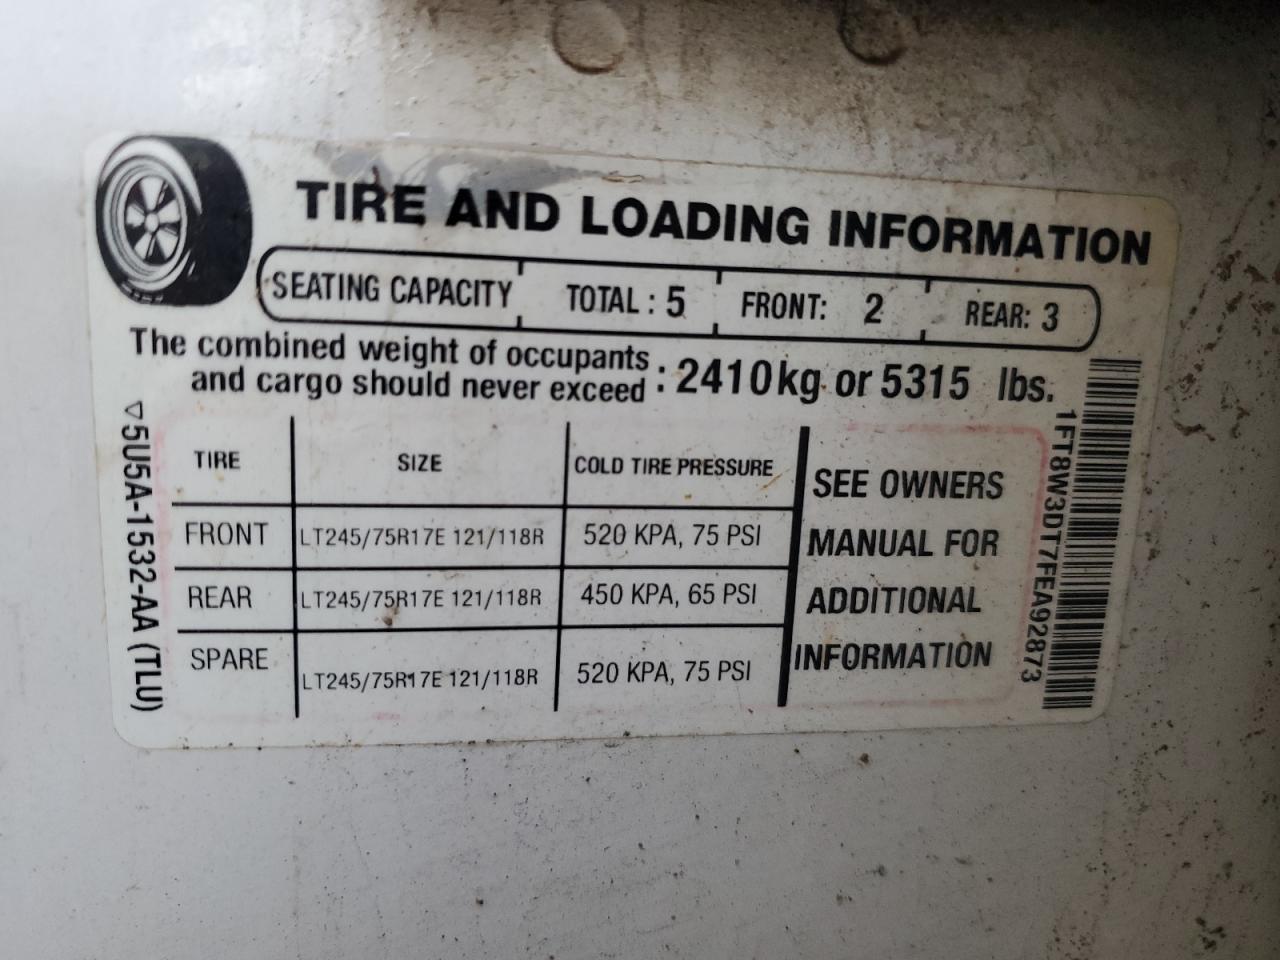 TIRE AND LOADING INFORMATION
SEATING CAPACITY TOTAL : 5 FRONT: 2 REAR: 3
The combined weight of occupants
and cargo should never exceed : 2410kg or 5315 lbs.
TIRE SIZE COLD TIRE PRESSURE
FRONT LT245/75R17E 121/118R 520 KPA, 75 PSI
REAR LT245/75R17E 121/118R 450 KPA, 65 PSI
SPARE LT245/75R17E 121/118R 520 KPA, 75 PSI
SEE OWNERS
MANUAL FOR
ADDITIONAL
INFORMATION
▽5U5A-1532-AA (TLU)
1FT8W3DT7FEA92873